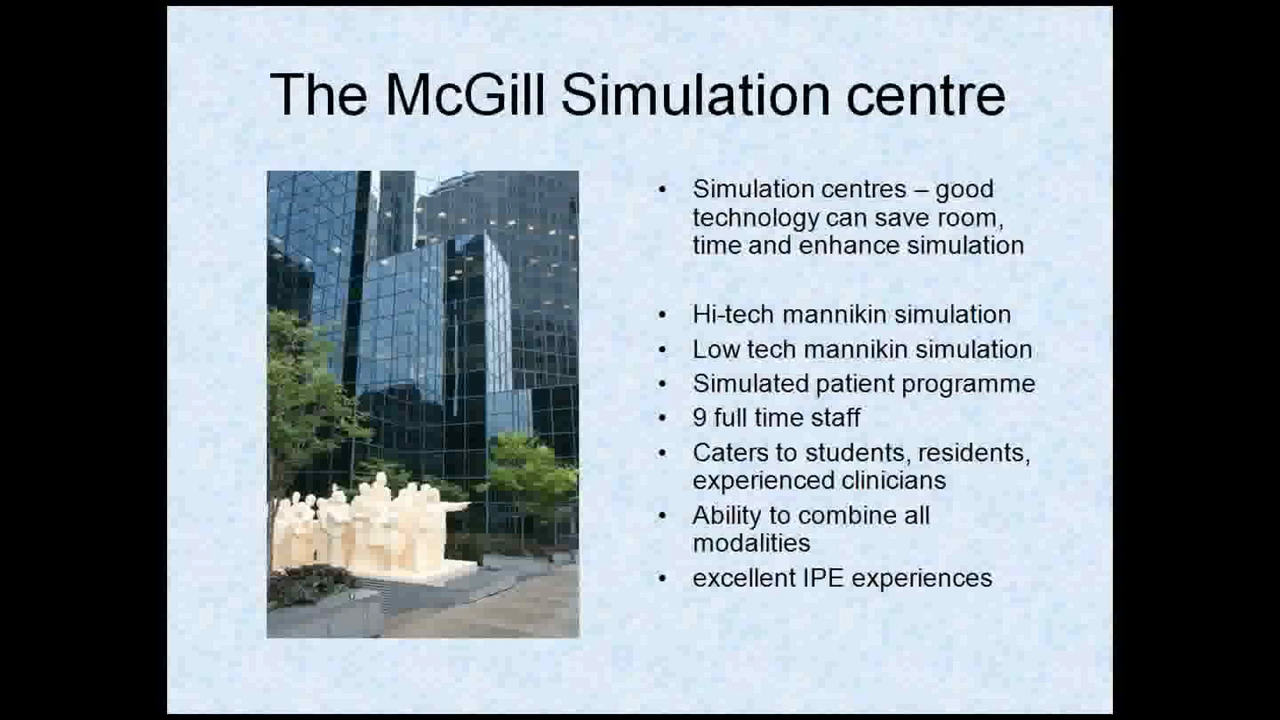 The McGill Simulation centre
• Simulation centres – good
technology can save room,
time and enhance simulation
• Hi-tech mannikin simulation
• Low tech mannikin simulation
• Simulated patient programme
• 9 full time staff
• Caters to students, residents,
experienced clinicians
• Ability to combine all
modalities
• excellent IPE experiences